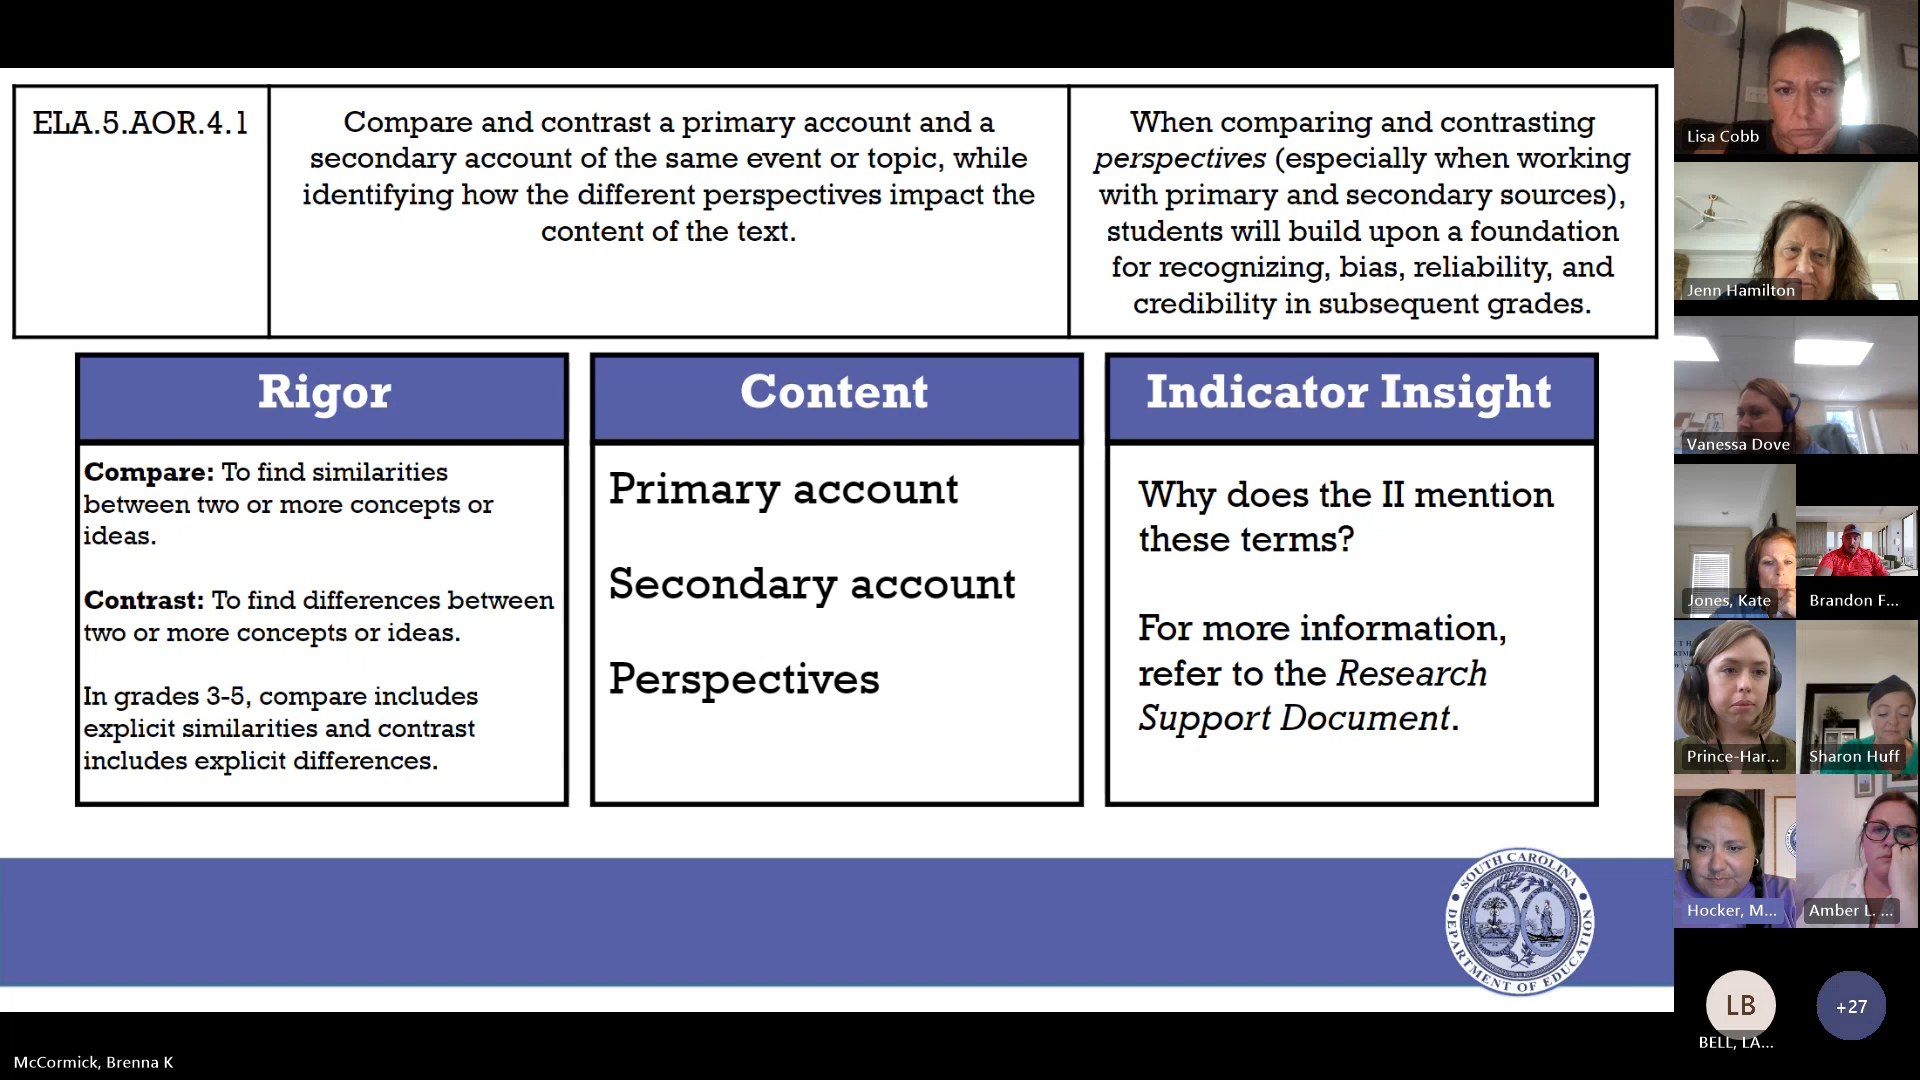 ELA.5.AOR.4.1
Compare and contrast a primary account and a
secondary account of the same event or topic, while
identifying how the different perspectives impact the
content of the text.
When comparing and contrasting
perspectives (especially when working
with primary and secondary sources),
students will build upon a foundation
for recognizing, bias, reliability, and
credibility in subsequent grades.
Rigor
Compare: To find similarities
between two or more concepts or
ideas.
Contrast: To find differences between
two or more concepts or ideas.
In grades 3-5, compare includes
explicit similarities and contrast
includes explicit differences.
Content
Primary account
Secondary account
Perspectives
Indicator Insight
Why does the II mention
these terms?
For more information,
refer to the Research
Support Document.
SOUTH CAROLINA
DEPARTMENT OF EDUCATION
McCormick, Brenna K
Lisa Cobb
Jenn Hamilton
Vanessa Dove
Jones, Kate
Brandon F...
Prince-Har...
Sharon Huff
Hocker, M...
Amber L. ...
LB
BELL, LA...
+27